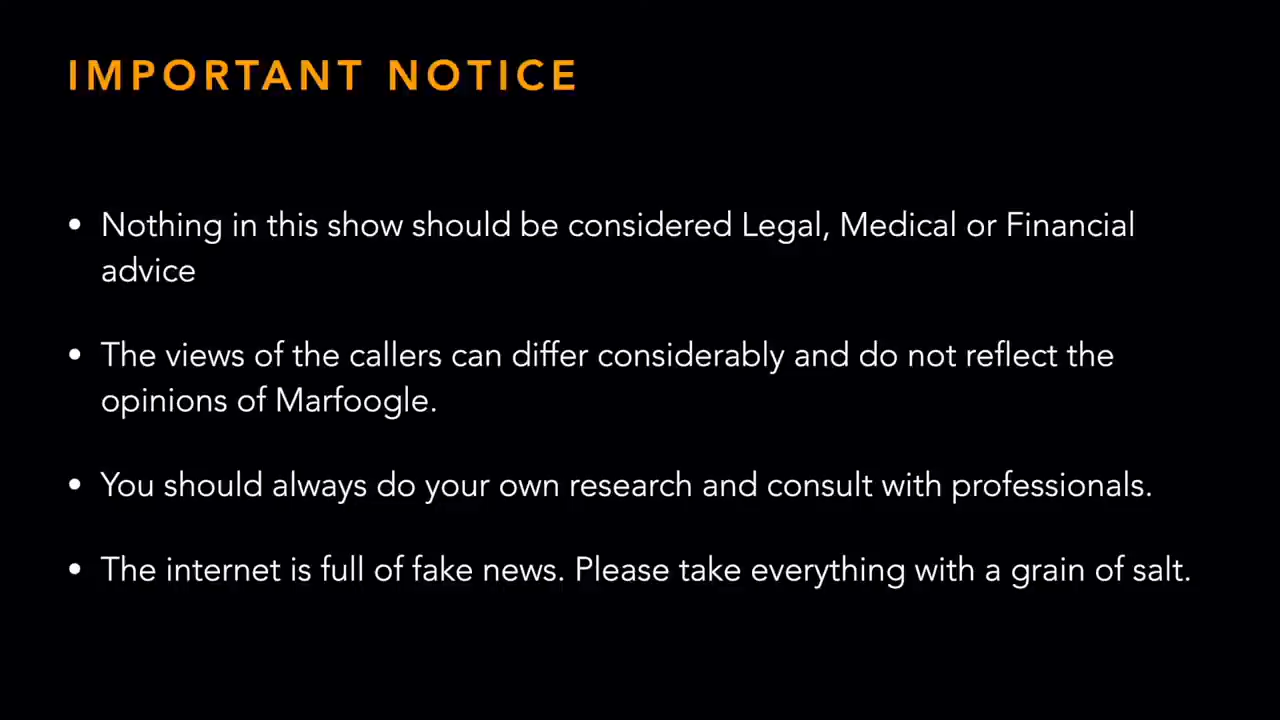 IMPORTANT NOTICE
• Nothing in this show should be considered Legal, Medical or Financial
advice
• The views of the callers can differ considerably and do not reflect the
opinions of Marfoogle.
• You should always do your own research and consult with professionals.
• The internet is full of fake news. Please take everything with a grain of salt.